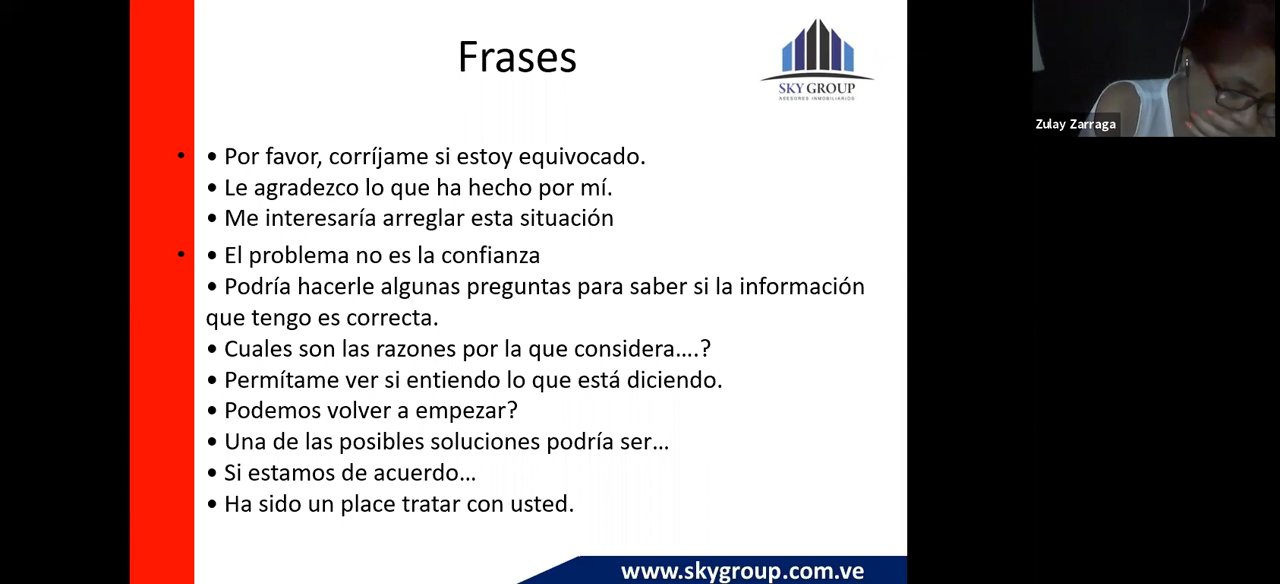 Frases
SKY GROUP
ASESORES INMOBILIARIOS
Zulay Zarraga
• • Por favor, corríjame si estoy equivocado.
• Le agradezco lo que ha hecho por mí.
• Me interesaría arreglar esta situación
• • El problema no es la confianza
• Podría hacerle algunas preguntas para saber si la información
que tengo es correcta.
• Cuales son las razones por la que considera….?
• Permítame ver si entiendo lo que está diciendo.
• Podemos volver a empezar?
• Una de las posibles soluciones podría ser…
• Si estamos de acuerdo…
• Ha sido un place tratar con usted.
www.skygroup.com.ve